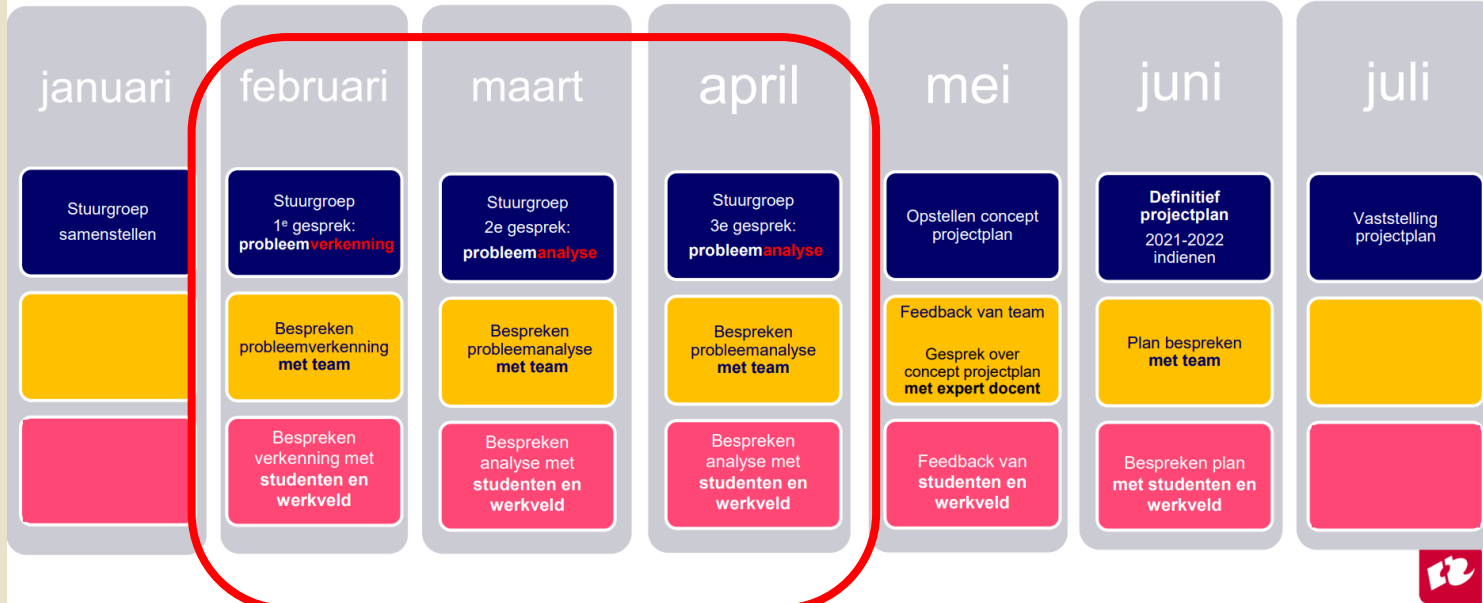 januari
februari
maart
april
mei
juni
juli
Stuurgroep
samenstellen
Stuurgroep
1e gesprek:
probleemverkenning
Stuurgroep
2e gesprek:
probleemanalyse
Stuurgroep
3e gesprek:
probleemanalyse
Opstellen concept
projectplan
Definitief
projectplan
2021-2022
indienen
Vaststelling
projectplan
Bespreken
probleemverkenning
met team
Bespreken
probleemanalyse
met team
Bespreken
probleemanalyse
met team
Feedback van team
Gesprek over
concept projectplan
met expert docent
Plan bespreken
met team
Bespreken
verkenning met
studenten en
werkveld
Bespreken
analyse met
studenten en
werkveld
Bespreken
analyse met
studenten en
werkveld
Feedback van
studenten en
werkveld
Bespreken plan
met studenten en
werkveld